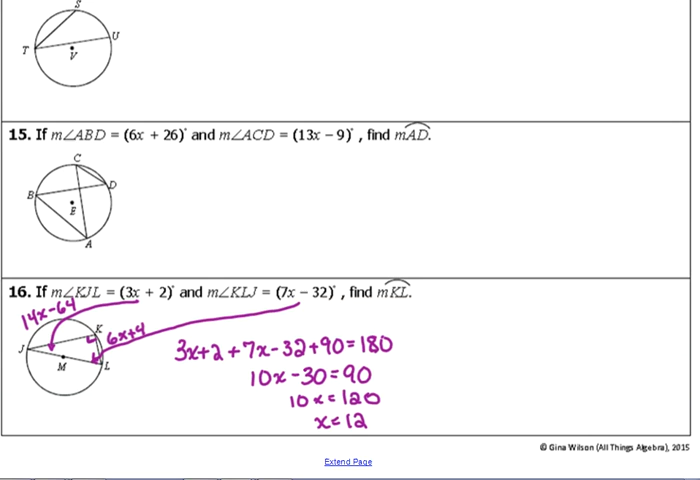 S
U
T
V
15. If m∠ABD = (6x + 26)° and m∠ACD = (13x − 9)°, find mAD.
C
D
B
E
A
16. If m∠KJL = (3x + 2)° and m∠KLJ = (7x − 32)°, find mKL.
14x-64
K
6x+4
J
M
L
3x+2+7x-32+90=180
10x-30=90
10x=120
x=12
© Gina Wilson (All Things Algebra), 2015
Extend Page